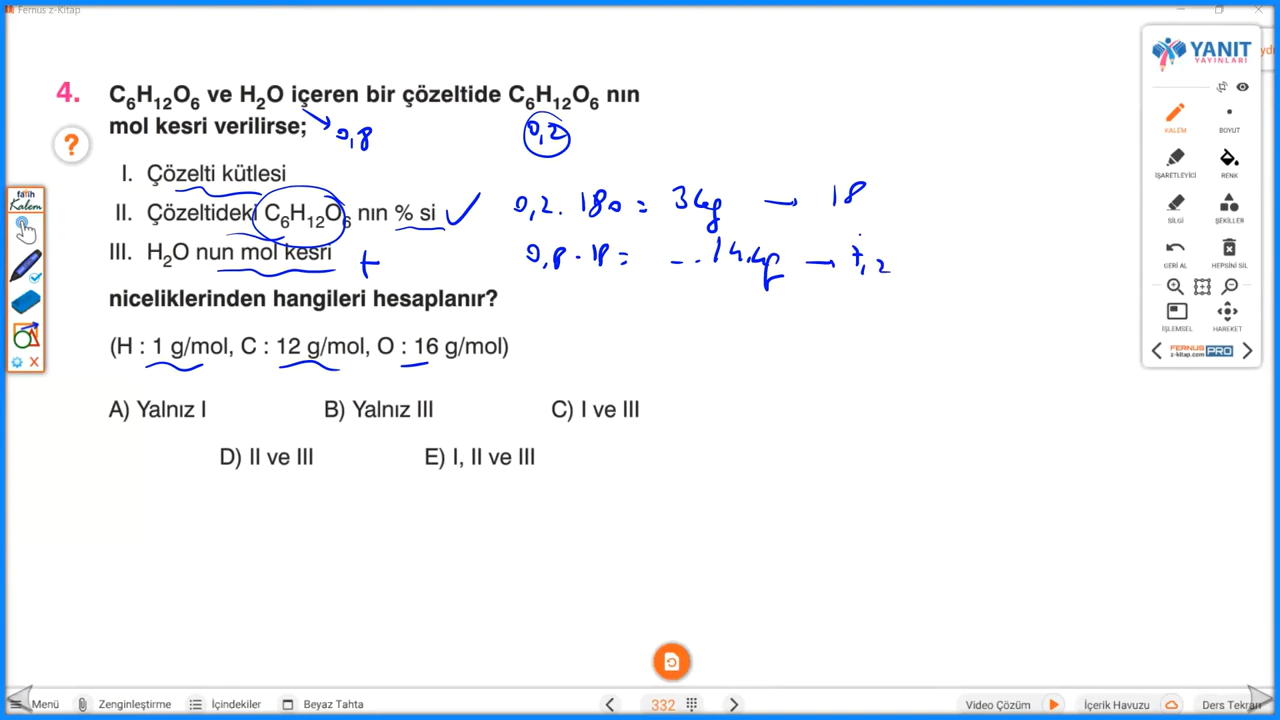 Fernus z-Kitap
4. C₆H₁₂O₆ ve H₂O içeren bir çözeltide C₆H₁₂O₆ nın
mol kesri verilirse;
0,8
0,2
?
I. Çözelti kütlesi
II. Çözeltideki C₆H₁₂O₆ nın % si
III. H₂O nun mol kesri
0,2 . 180 = 36g → 18
0,8 . 18 = 14,4g → 7,2
niceliklerinden hangileri hesaplanır?
(H : 1 g/mol, C : 12 g/mol, O : 16 g/mol)
A) Yalnız I B) Yalnız III C) I ve III
D) II ve III E) I, II ve III
fatih
Kalem
YANIT
YAYINLARI
KALEM BOYUT
İŞARETLEYİCİ RENK
SİLGİ ŞEKİLLER
GERİ AL HEPSİNİ SİL
İŞLEMSEL HAREKET
FERNUS
z-kitap.com PRO
Menü Zenginleştirme İçindekiler Beyaz Tahta 332 Video Çözüm İçerik Havuzu Ders Tekrarı